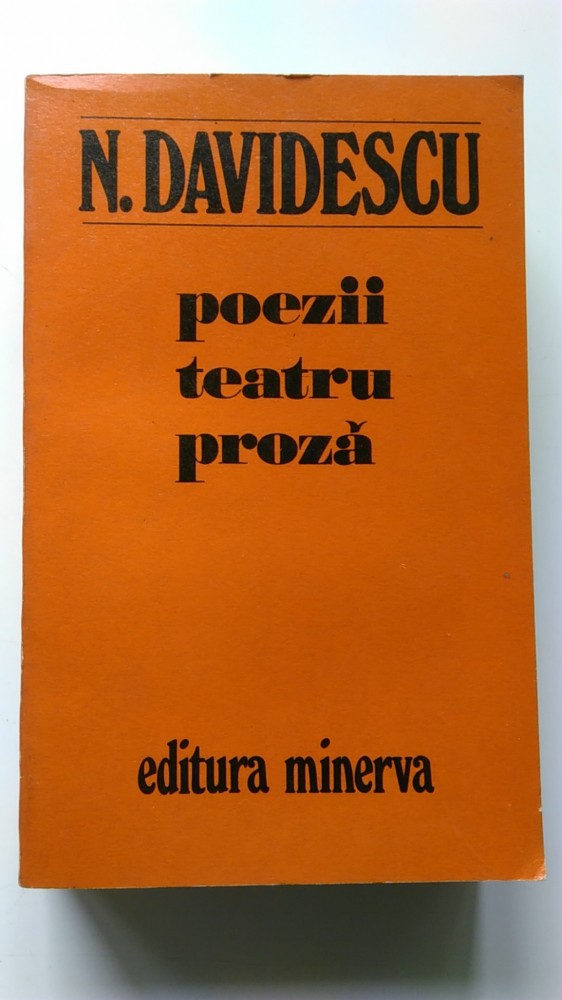 N. DAVIDESCU
poezii
teatru
proză
editura minerva